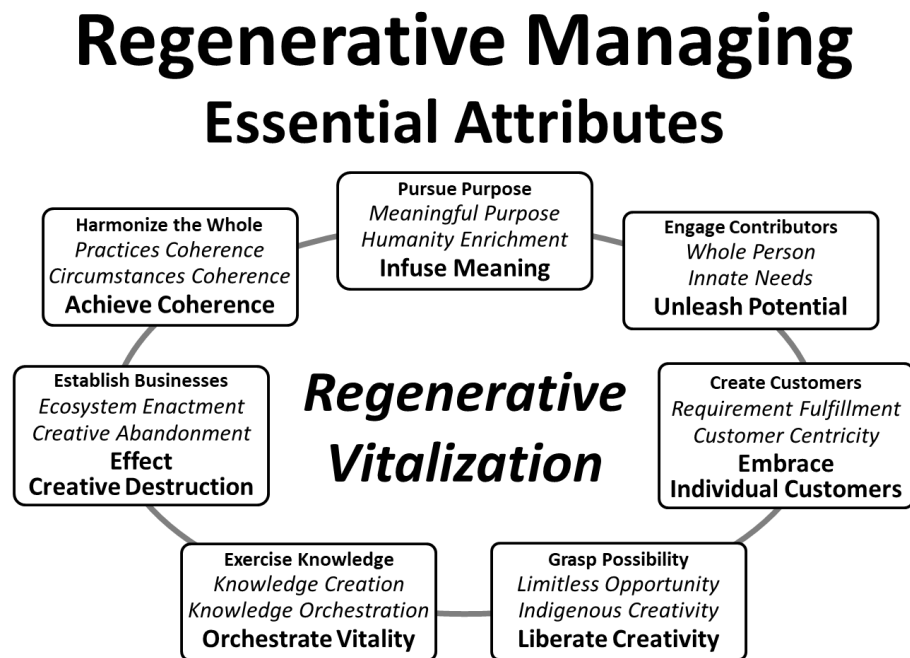 Regenerative Managing
Essential Attributes
Pursue Purpose
Meaningful Purpose
Humanity Enrichment
Infuse Meaning
Engage Contributors
Whole Person
Innate Needs
Unleash Potential
Create Customers
Requirement Fulfillment
Customer Centricity
Embrace
Individual Customers
Grasp Possibility
Limitless Opportunity
Indigenous Creativity
Liberate Creativity
Exercise Knowledge
Knowledge Creation
Knowledge Orchestration
Orchestrate Vitality
Establish Businesses
Ecosystem Enactment
Creative Abandonment
Effect
Creative Destruction
Harmonize the Whole
Practices Coherence
Circumstances Coherence
Achieve Coherence
Regenerative
Vitalization